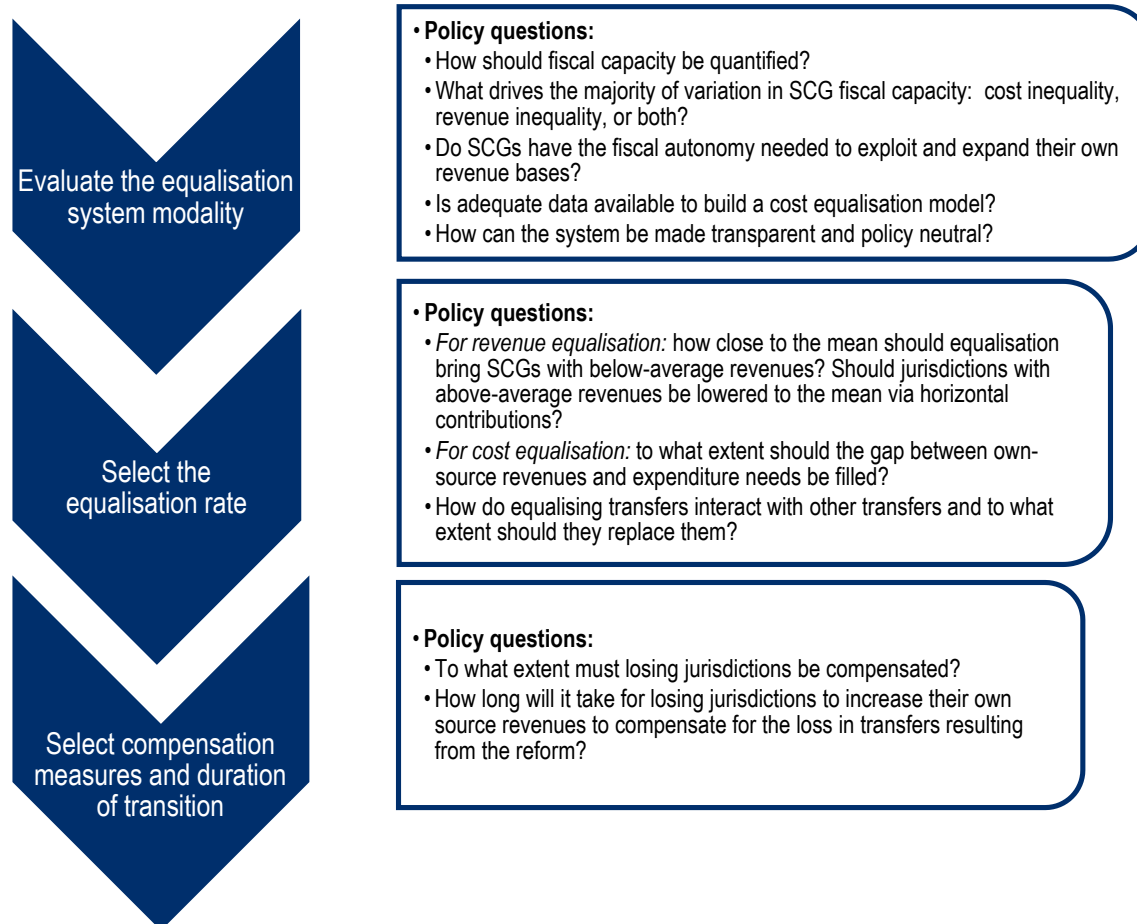 Evaluate the equalisation
system modality
• Policy questions:
• How should fiscal capacity be quantified?
• What drives the majority of variation in SCG fiscal capacity: cost inequality,
revenue inequality, or both?
• Do SCGs have the fiscal autonomy needed to exploit and expand their own
revenue bases?
• Is adequate data available to build a cost equalisation model?
• How can the system be made transparent and policy neutral?
Select the
equalisation rate
• Policy questions:
• For revenue equalisation: how close to the mean should equalisation
bring SCGs with below-average revenues? Should jurisdictions with
above-average revenues be lowered to the mean via horizontal
contributions?
• For cost equalisation: to what extent should the gap between own-
source revenues and expenditure needs be filled?
• How do equalising transfers interact with other transfers and to what
extent should they replace them?
Select compensation
measures and duration
of transition
• Policy questions:
• To what extent must losing jurisdictions be compensated?
• How long will it take for losing jurisdictions to increase their own
source revenues to compensate for the loss in transfers resulting
from the reform?